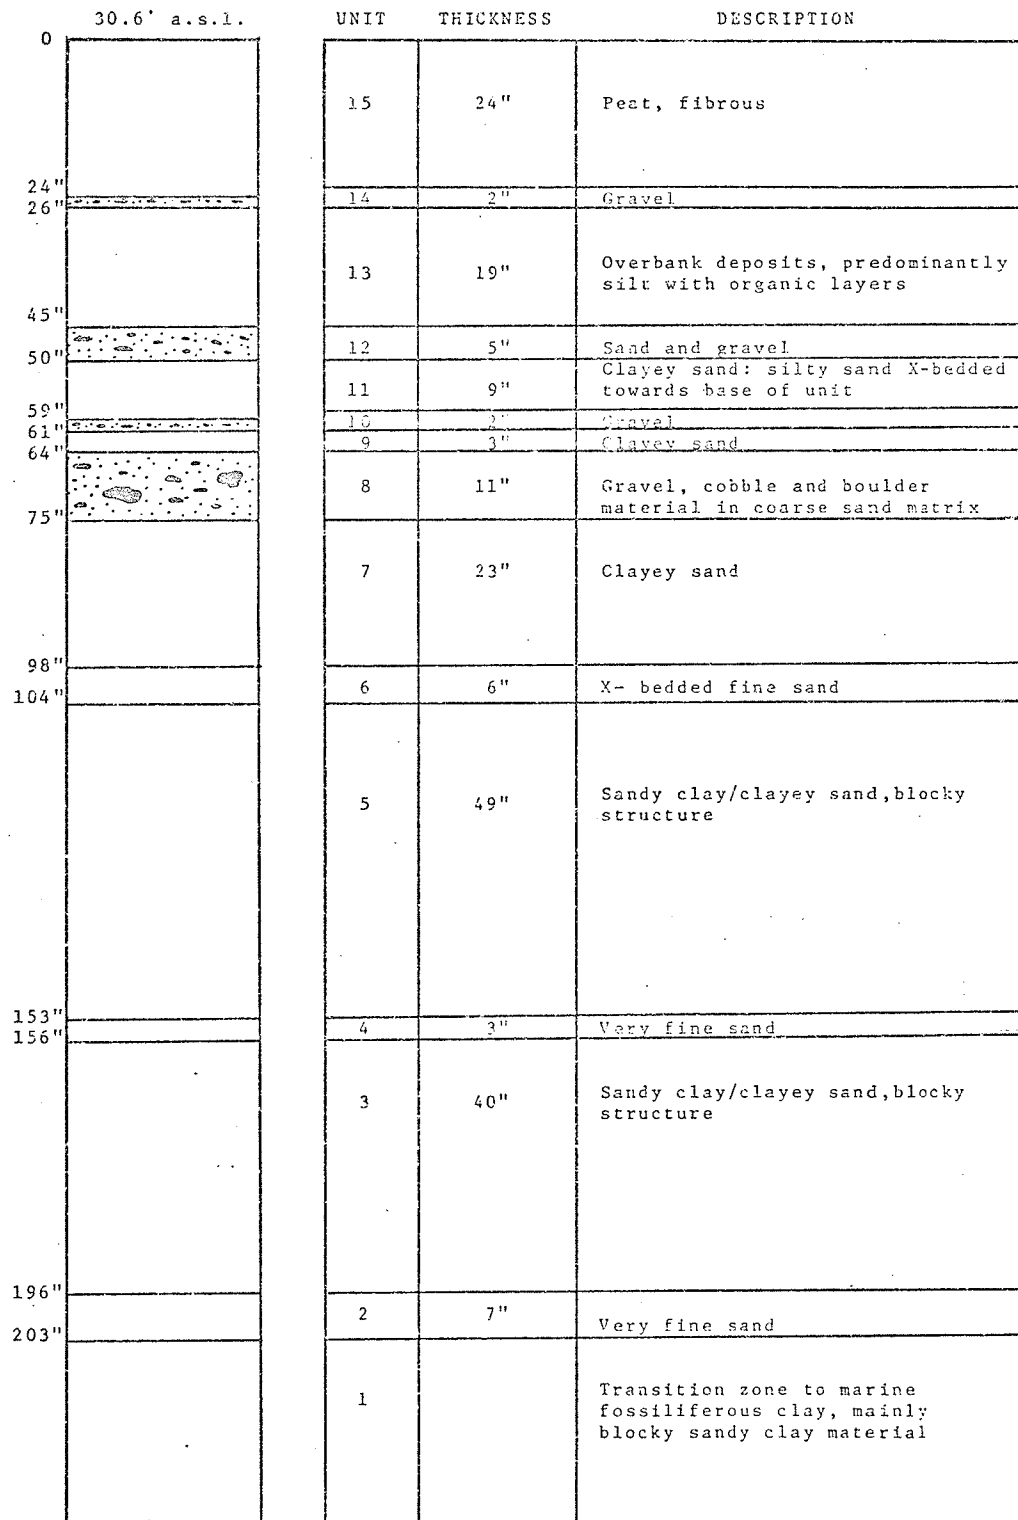 30.6' a.s.l. UNIT THICKNESS DESCRIPTION
0
15 24" Peat, fibrous
24"
14 2" Gravel
26"
13 19" Overbank deposits, predominantly
silt with organic layers
45"
12 5" Sand and gravel
50"
11 9" Clayey sand: silty sand X-bedded
towards base of unit
59"
10 2" Gravel
61"
9 3" Clayey sand
64"
8 11" Gravel, cobble and boulder
material in coarse sand matrix
75"
7 23" Clayey sand
98"
6 6" X- bedded fine sand
104"
5 49" Sandy clay/clayey sand,blocky
structure
153"
4 3" Very fine sand
156"
3 40" Sandy clay/clayey sand,blocky
structure
196"
2 7" Very fine sand
203"
1 Transition zone to marine
fossiliferous clay, mainly
blocky sandy clay material